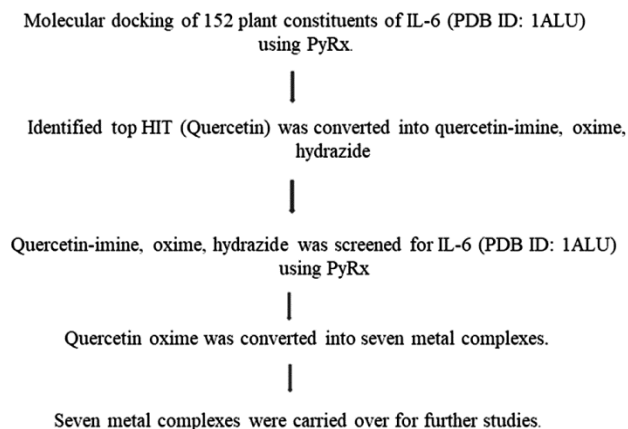 Molecular docking of 152 plant constituents of IL-6 (PDB ID: 1ALU)
using PyRx.
Identified top HIT (Quercetin) was converted into quercetin-imine, oxime,
hydrazide
Quercetin-imine, oxime, hydrazide was screened for IL-6 (PDB ID: 1ALU)
using PyRx
Quercetin oxime was converted into seven metal complexes.
Seven metal complexes were carried over for further studies.